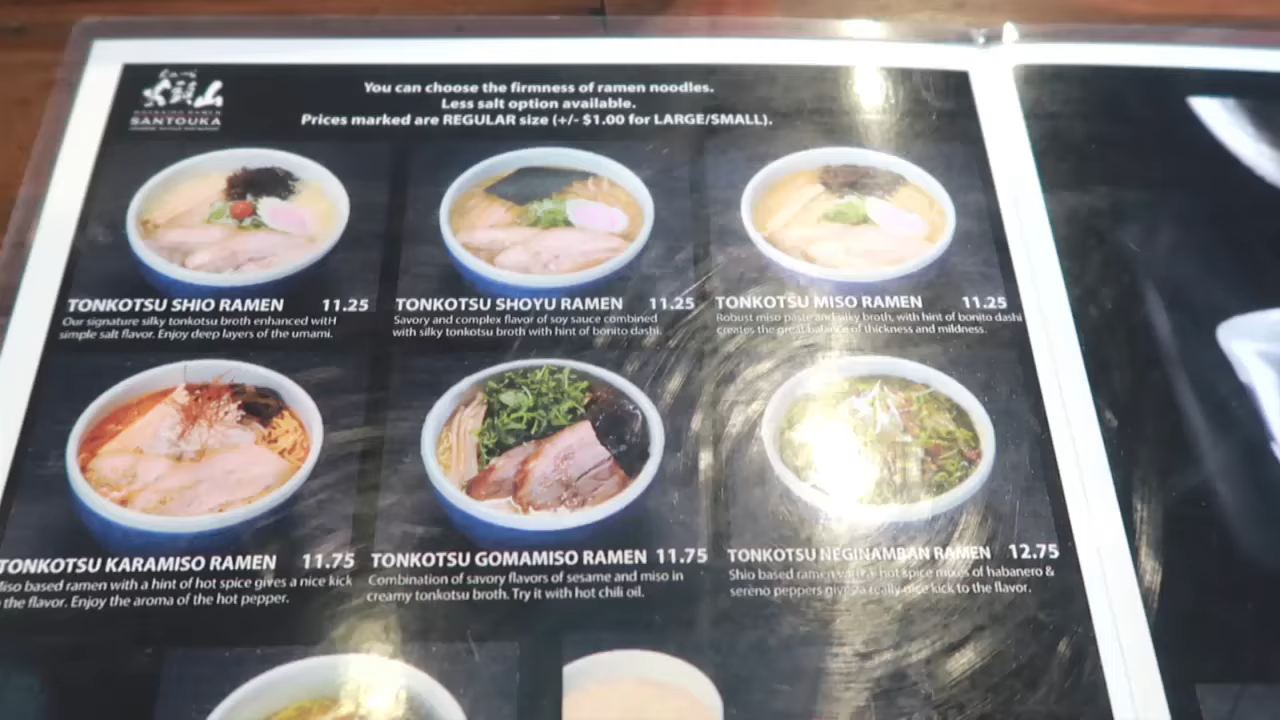 You can choose the firmness of ramen noodles.
Less salt option available.
Prices marked are REGULAR size (+/- $1.00 for LARGE/SMALL).
HOKKAIDO RAMEN
SANTOUKA
TONKOTSU SHIO RAMEN 11.25
Our signature silky tonkotsu broth enhanced witH
simple salt flavor. Enjoy deep layers of the umami.
TONKOTSU SHOYU RAMEN 11.25
Savory and complex flavor of soy sauce combined
with silky tonkotsu broth with hint of bonito dashi.
TONKOTSU MISO RAMEN 11.25
Robust miso paste and silky broth, with hint of bonito dashi
creates the great balance of thickness and mildness.
TONKOTSU KARAMISO RAMEN 11.75
Miso based ramen with a hint of hot spice gives a nice kick
the flavor. Enjoy the aroma of the hot pepper.
TONKOTSU GOMAMISO RAMEN 11.75
Combination of savory flavors of sesame and miso in
creamy tonkotsu broth. Try it with hot chili oil.
TONKOTSU NEGINAMBAN RAMEN 12.75
Shio based ramen hot spice mixes of habanero &
sereno peppers gives a really nice kick to the flavor.